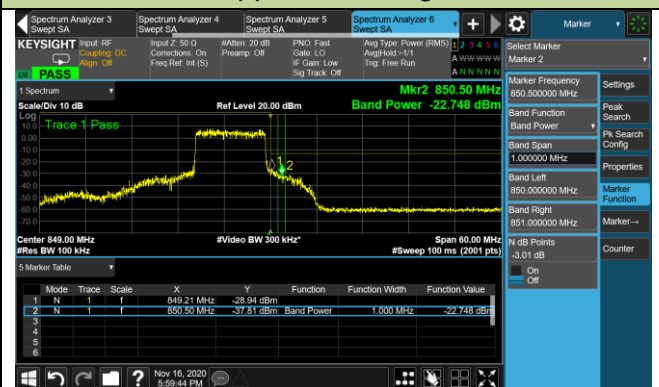 Spectrum Analyzer 3
Swept SA
Spectrum Analyzer 4
Swept SA
Spectrum Analyzer 5
Swept SA
Spectrum Analyzer 6
Swept SA
Marker
KEYSIGHT
Input: RF
Coupling: DC
Align: Off
Input Z: 50 Ω
Corrections: On
Freq Ref: Int (S)
#Atten: 20 dB
Preamp: Off
PNO: Fast
Gate: LO
IF Gain: Low
Sig Track: Off
Avg Type: Power (RMS)
Avg|Hold:>1/1
Trig: Free Run
1 2 3 4 5 6
A W W W W W
A N N N N N
PASS
1 Spectrum
Scale/Div 10 dB
Ref Level 20.00 dBm
Mkr2 850.50 MHz
Band Power -22.748 dBm
Log
Trace 1 Pass
10.0
0.00
-10.0
-20.0
-30.0
-40.0
-50.0
-60.0
-70.0
1
2
Center 849.00 MHz
#Res BW 100 kHz
#Video BW 300 kHz*
Span 60.00 MHz
#Sweep 100 ms (2001 pts)
5 Marker Table
Mode Trace Scale X Y Function Function Width Function Value
1 N 1 f 849.21 MHz -28.94 dBm
2 N 1 f 850.50 MHz -37.81 dBm Band Power 1.000 MHz -22.748 dBm
3
4
5
6
Nov 16, 2020
5:59:44 PM
Select Marker
Marker 2
Marker Frequency
850.500000 MHz
Band Function
Band Power
Band Span
1.000000 MHz
Band Left
850.000000 MHz
Band Right
851.000000 MHz
N dB Points
-3.01 dB
On
Off
Settings
Peak
Search
Pk Search
Config
Properties
Marker
Function
Marker→
Counter